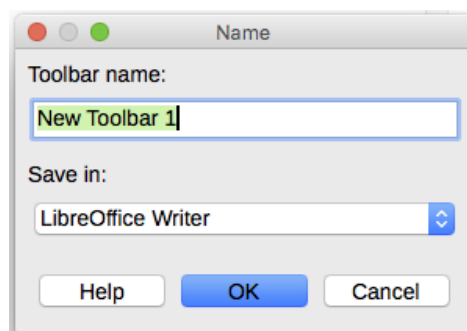 Name
Toolbar name:
New Toolbar 1
Save in:
LibreOffice Writer
Help OK Cancel